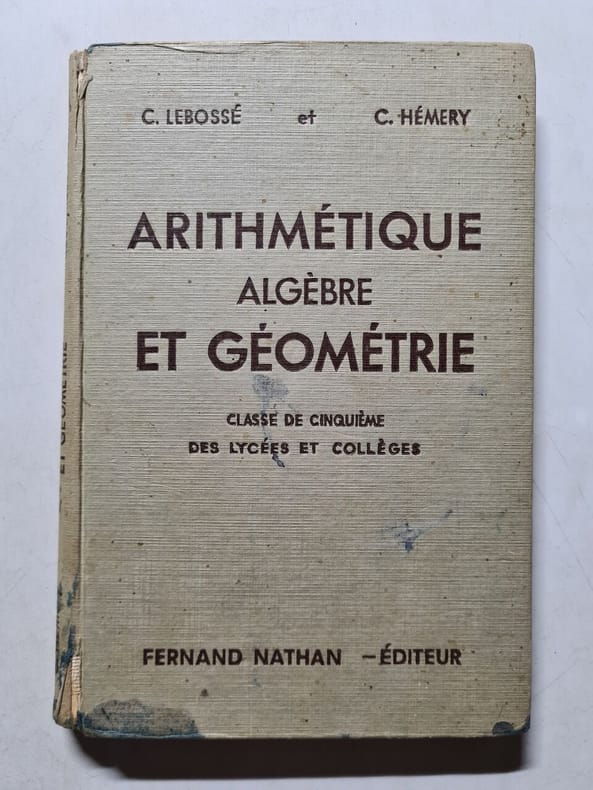 C. LEBOSSÉ et C. HÉMERY
ARITHMÉTIQUE
ALGÈBRE
ET GÉOMÉTRIE
CLASSE DE CINQUIÈME
DES LYCÉES ET COLLÈGES
FERNAND NATHAN – ÉDITEUR
ET GÉOMÉTRIE